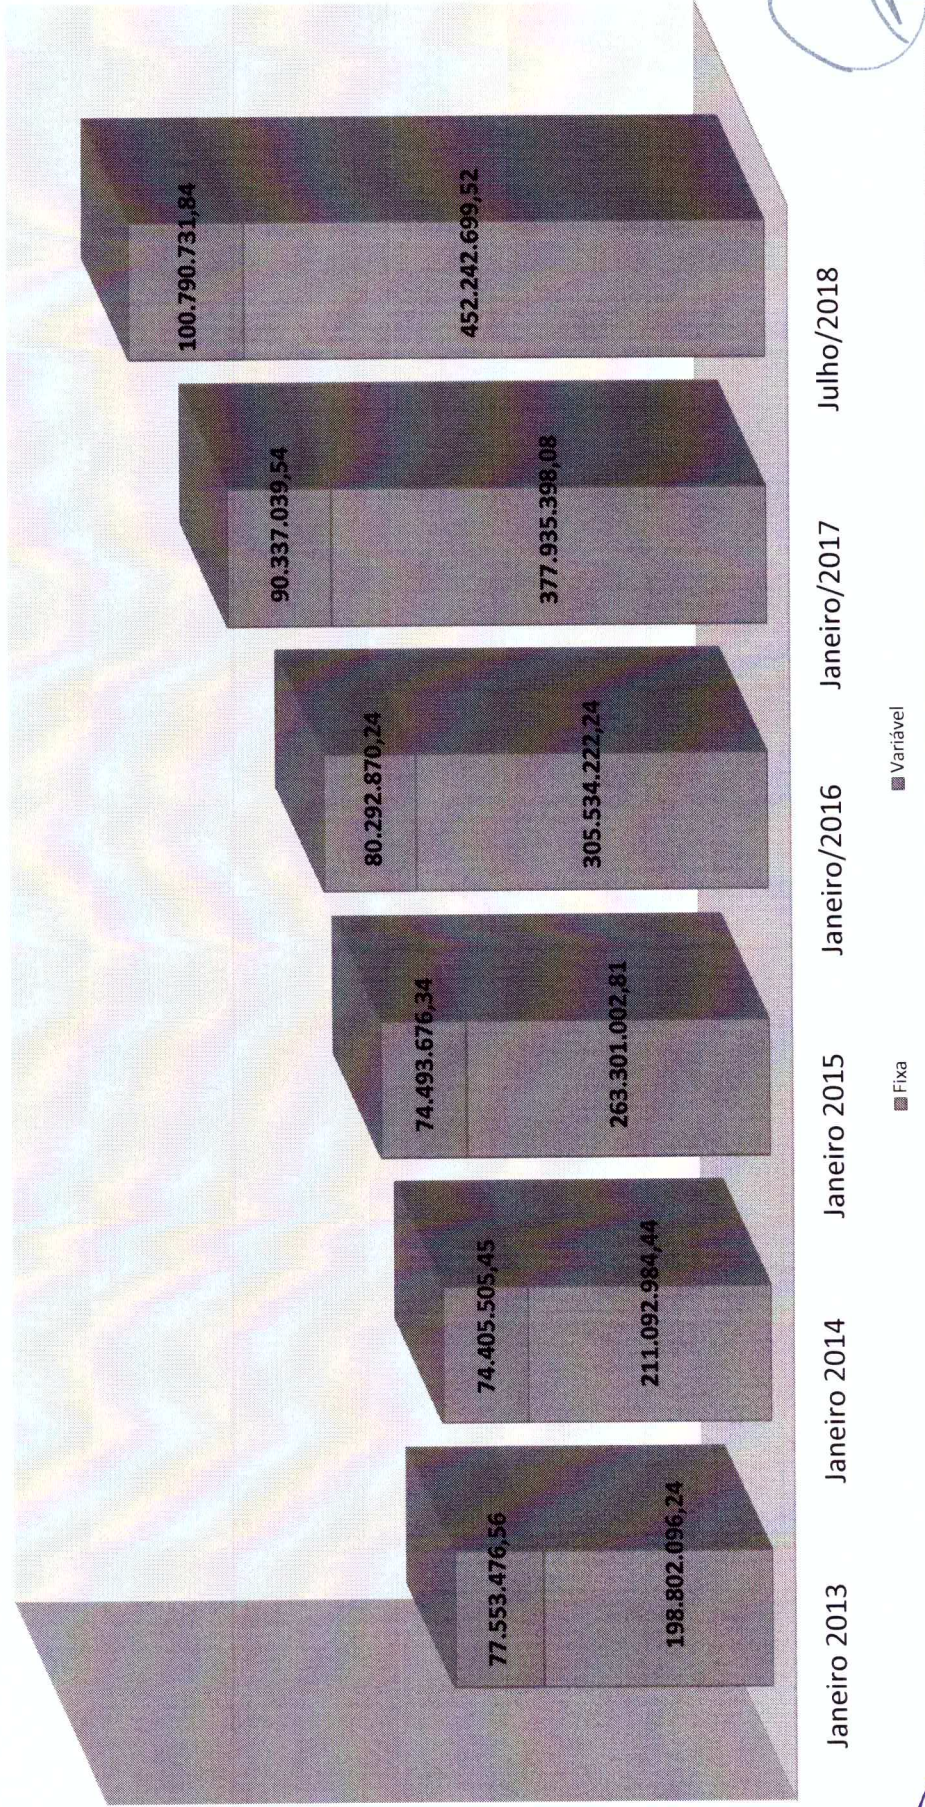 100.790.731,84
90.337.039,54
80.292.870,24
74.493.676,34
74.405.505,45
77.553.476,56
452.242.699,52
377.935.398,08
305.534.222,24
263.301.002,81
211.092.984,44
198.802.096,24
Janeiro 2013
Janeiro 2014
Janeiro 2015
Janeiro/2016
Janeiro/2017
Julho/2018
Fixa
Variável